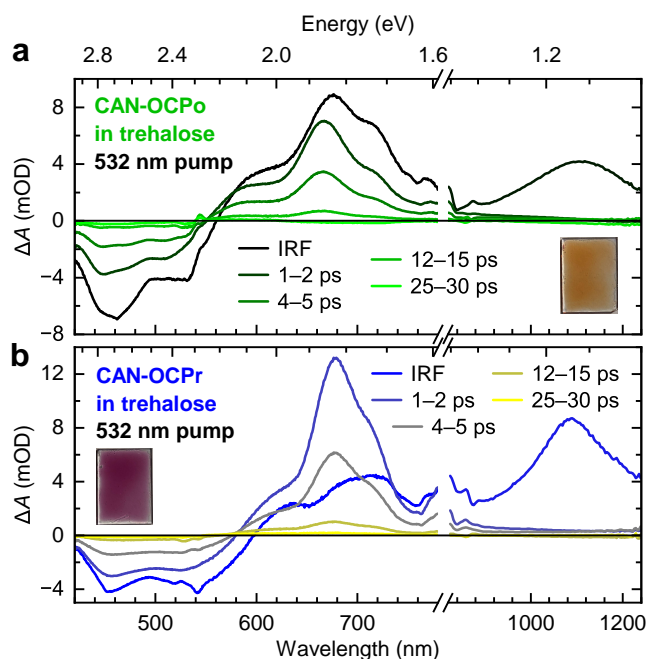 Energy (eV)
2.8 2.4 2.0 1.6 1.2
a
8
4
0
−4
−8
ΔA (mOD)
CAN-OCPo
in trehalose
532 nm pump
IRF
1–2 ps
4–5 ps
12–15 ps
25–30 ps
b
12
8
4
0
−4
ΔA (mOD)
CAN-OCPr
in trehalose
532 nm pump
IRF
1–2 ps
4–5 ps
12–15 ps
25–30 ps
500 600 700 1000 1200
Wavelength (nm)